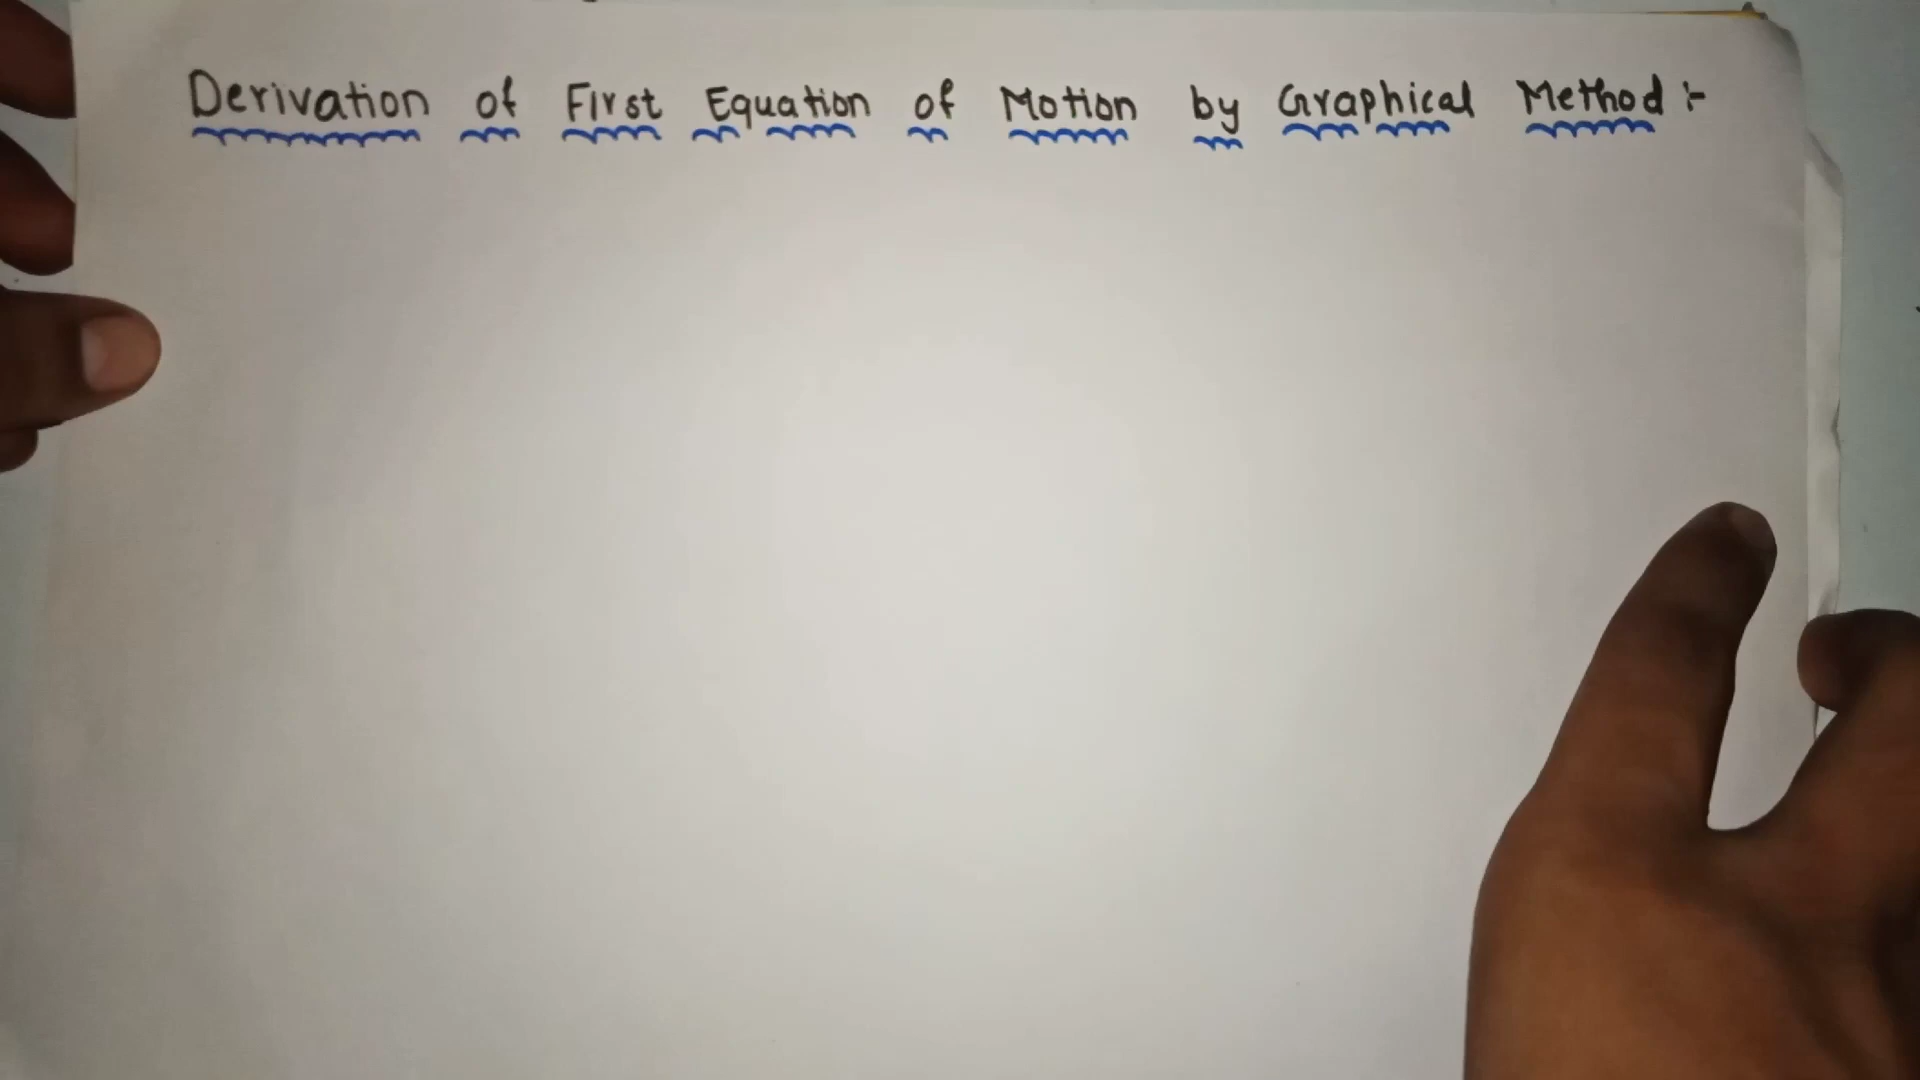 Derivation of First Equation of Motion by Graphical Method :-